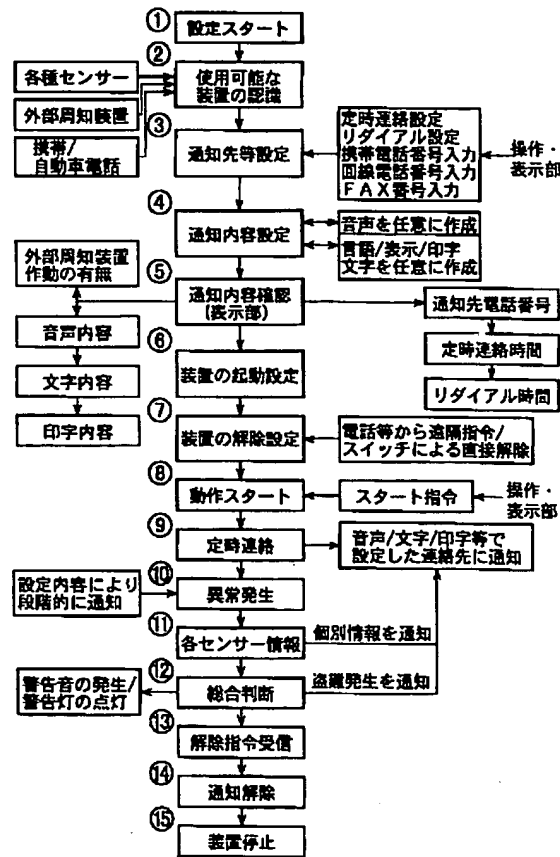 ①
設定スタート
②
各種センサー
使用可能な
装置の認識
外部周知装置
携帯/
自動車電話
③
通知先等設定
定時連絡設定
リダイアル設定
携帯電話番号入力
回線電話番号入力
FAX番号入力
操作・
表示部
④
通知内容設定
音声を任意に作成
言語/表示/印字
文字を任意に作成
外部周知装置
作動の有無
⑤
通知内容確認
(表示部)
通知先電話番号
音声内容
定時連絡時間
文字内容
リダイアル時間
印字内容
⑥
装置の起動設定
⑦
装置の解除設定
電話等から遠隔指令/
スイッチによる直接解除
⑧
動作スタート
スタート指令
操作・
表示部
⑨
定時連絡
音声/文字/印字等で
設定した連絡先に通知
⑩
設定内容により
段階的に通知
異常発生
⑪
各センサー情報
個別情報を通知
⑫
警告音の発生/
警告灯の点灯
総合判断
盗難発生を通知
⑬
解除指令受信
⑭
通知解除
⑮
装置停止